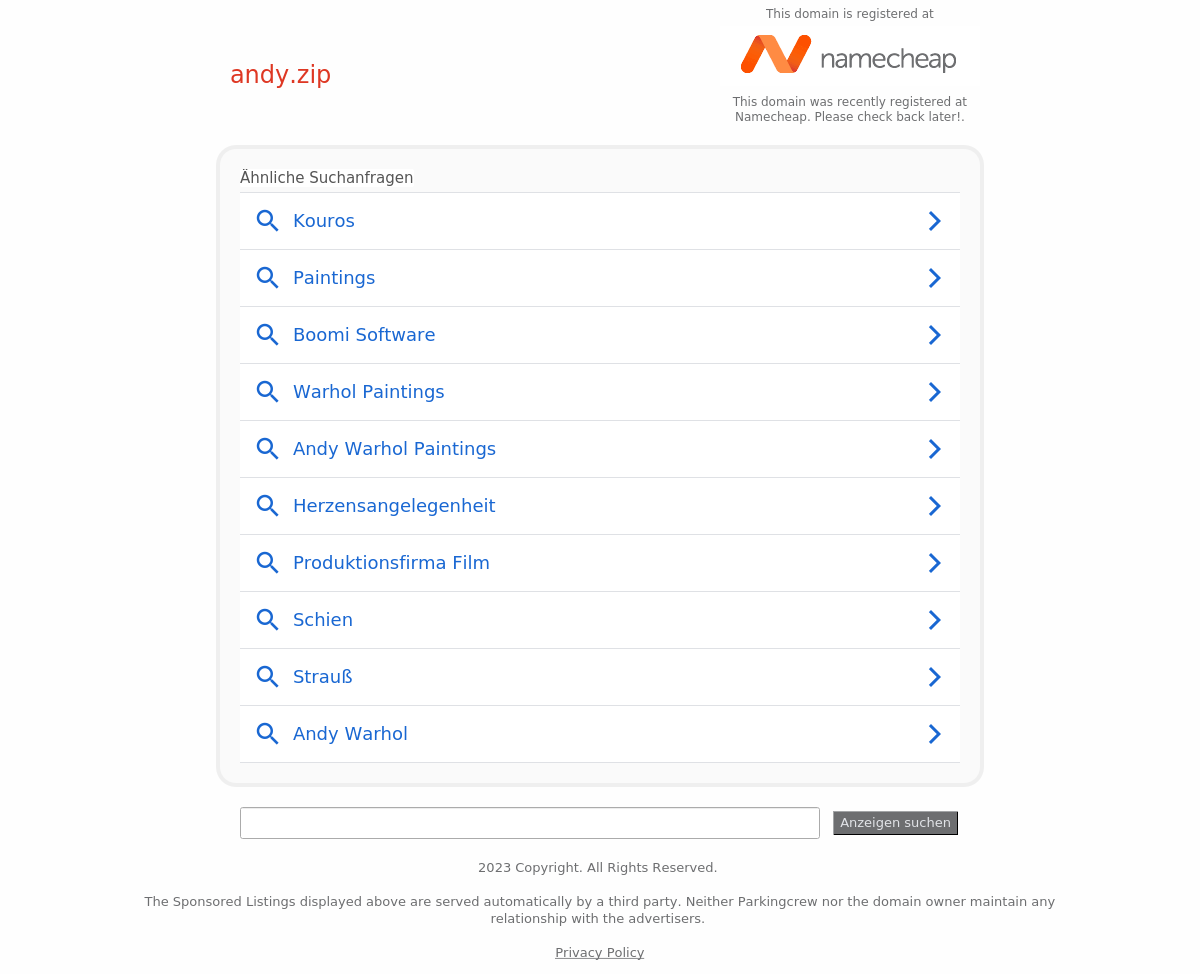 This domain is registered at
namecheap
andy.zip
This domain was recently registered at
Namecheap. Please check back later!.
Ähnliche Suchanfragen
Kouros
Paintings
Boomi Software
Warhol Paintings
Andy Warhol Paintings
Herzensangelegenheit
Produktionsfirma Film
Schien
Strauß
Andy Warhol
Anzeigen suchen
2023 Copyright. All Rights Reserved.
The Sponsored Listings displayed above are served automatically by a third party. Neither Parkingcrew nor the domain owner maintain any
relationship with the advertisers.
Privacy Policy